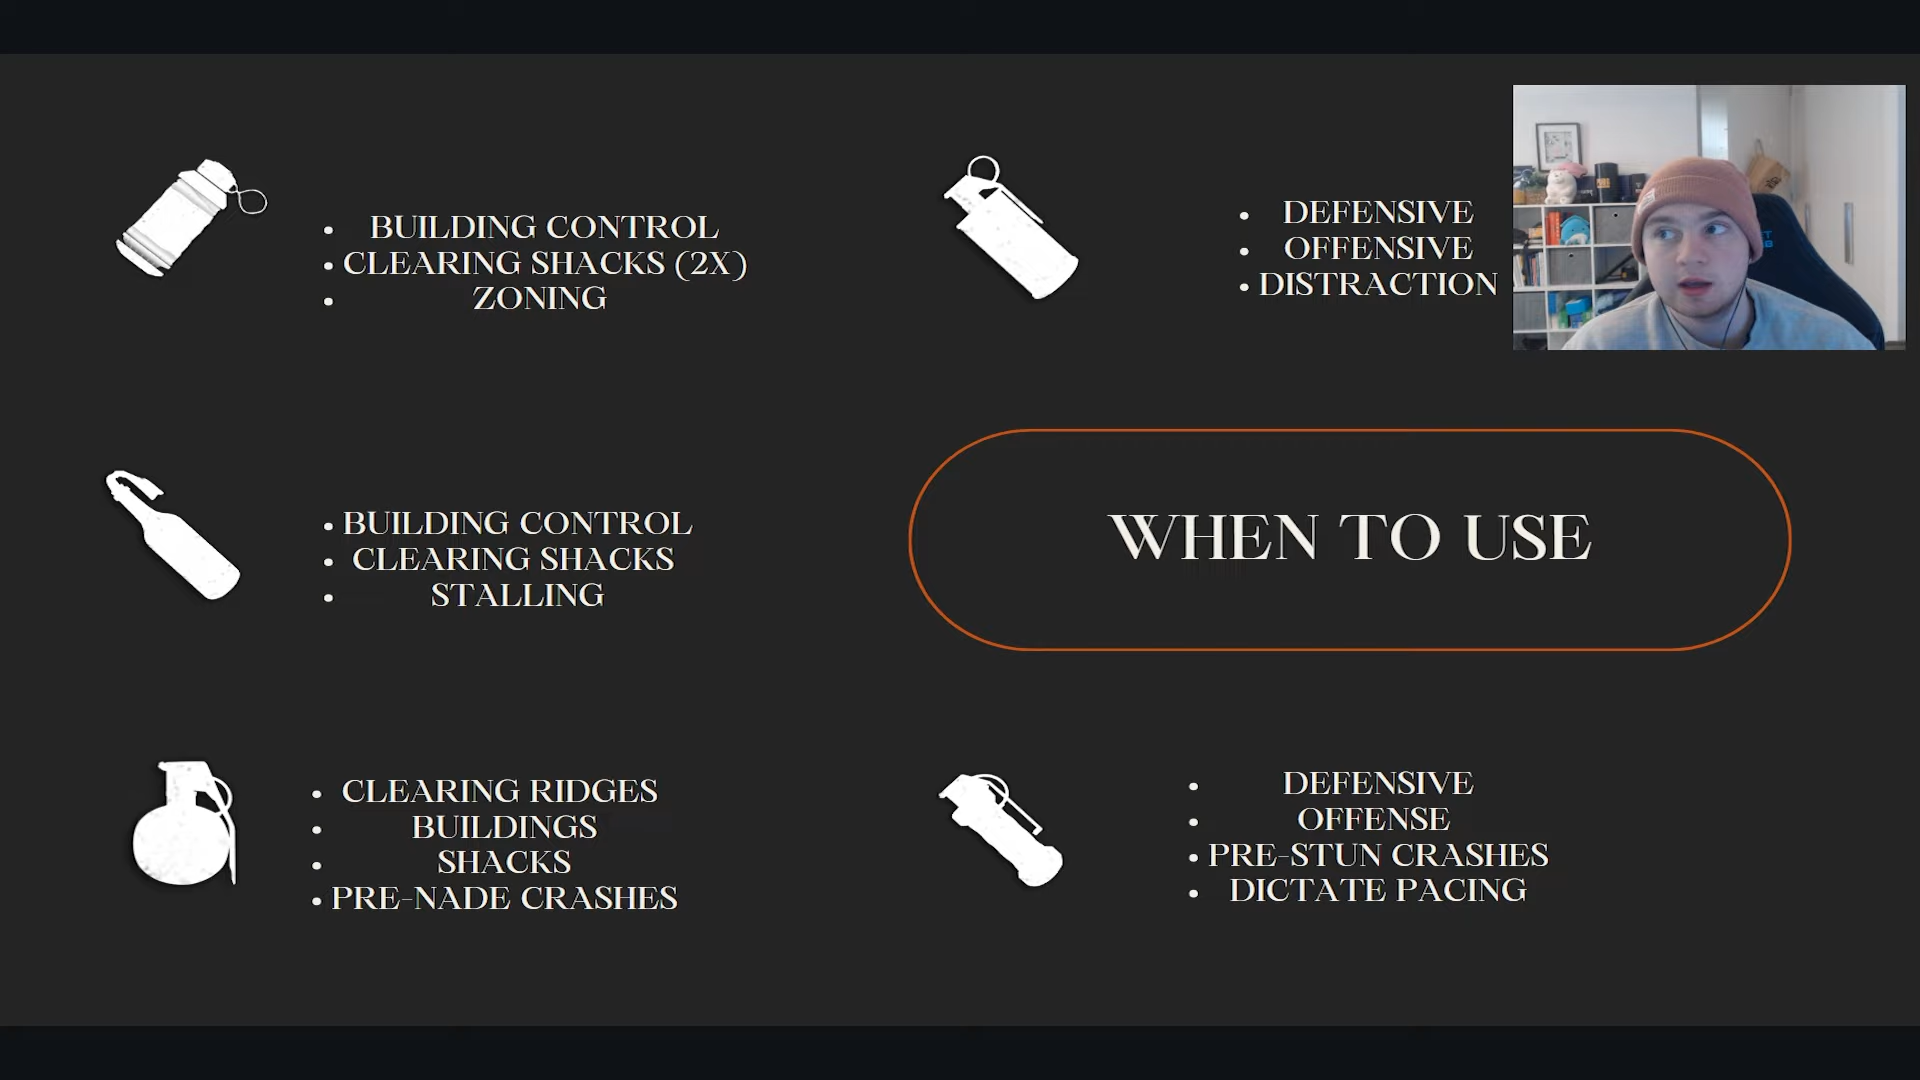 BUILDING CONTROL
CLEARING SHACKS (2X)
ZONING
DEFENSIVE
OFFENSIVE
DISTRACTION
BUILDING CONTROL
CLEARING SHACKS
STALLING
WHEN TO USE
CLEARING RIDGES
BUILDINGS
SHACKS
PRE-NADE CRASHES
DEFENSIVE
OFFENSE
PRE-STUN CRASHES
DICTATE PACING